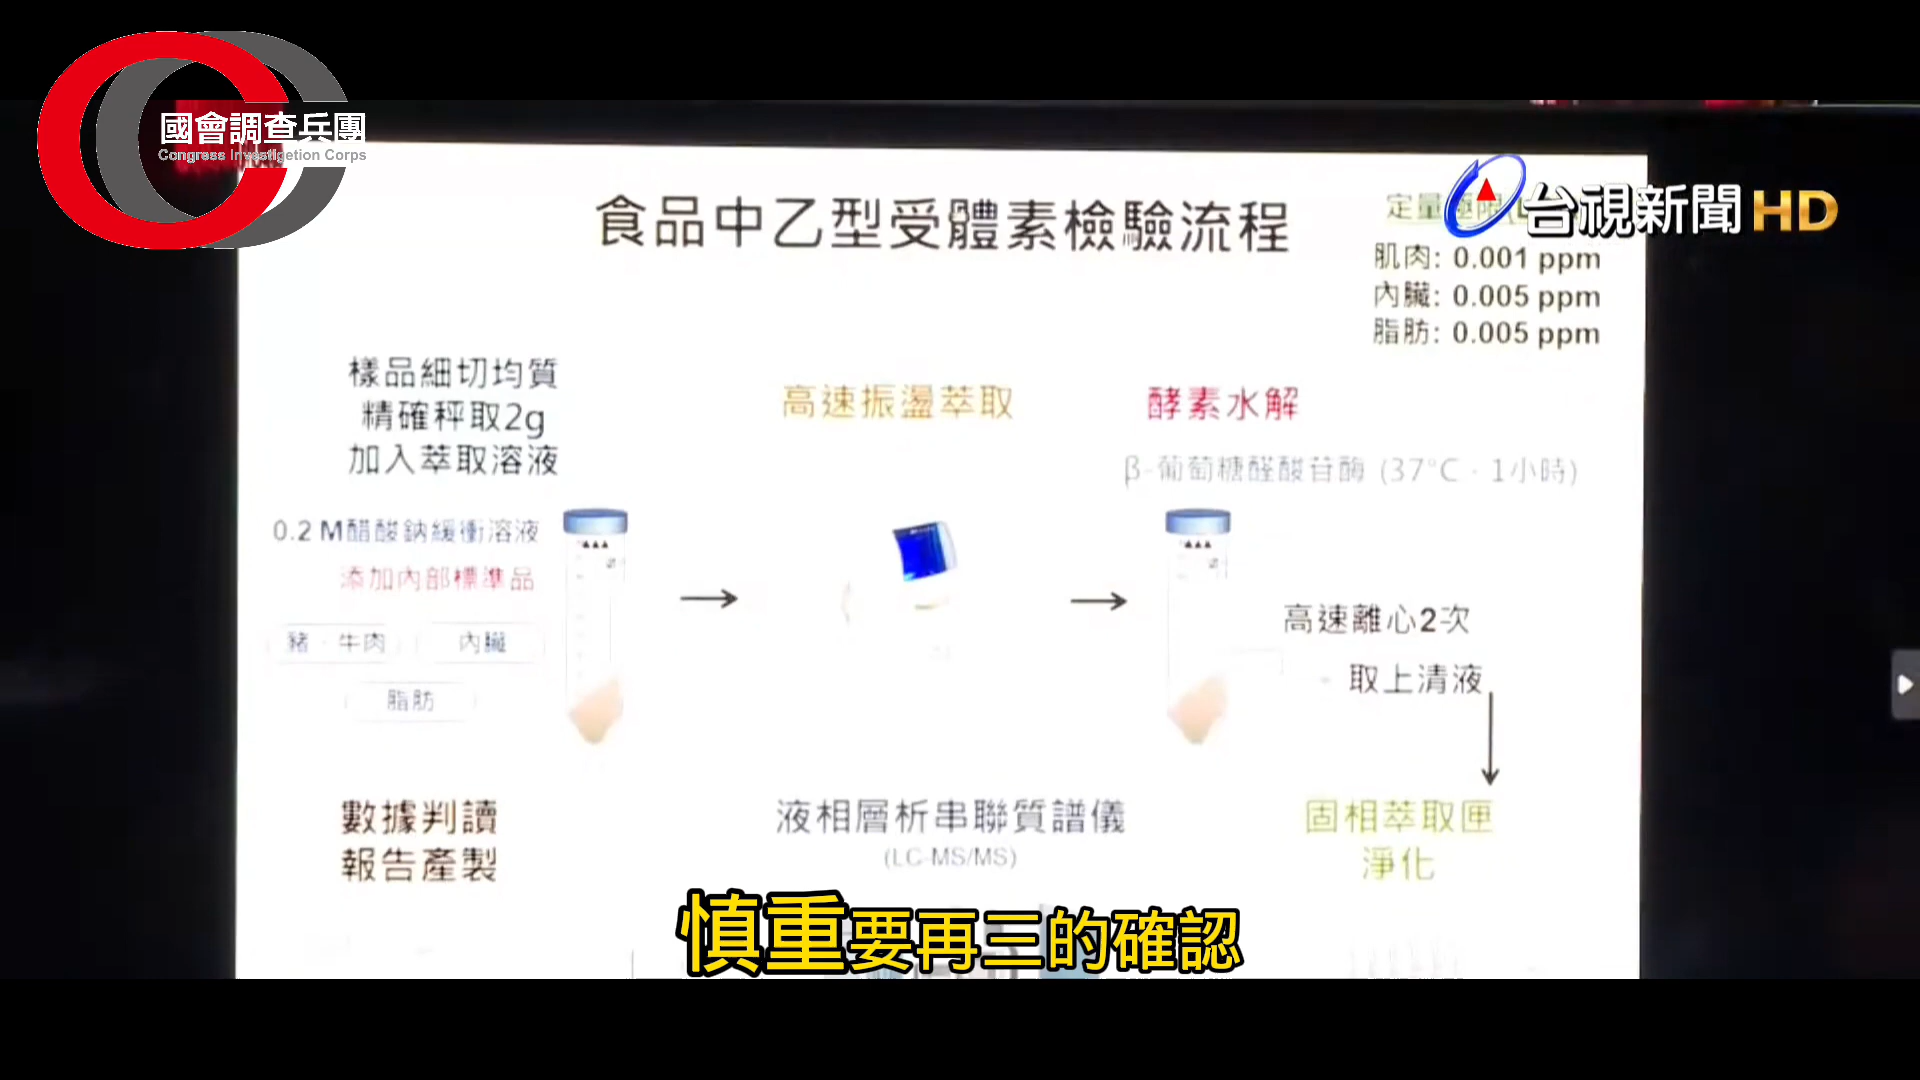 國會調查兵團
Congress Investigetion Corps
台視新聞HD
食品中乙型受體素檢驗流程
定量極限
肌肉: 0.001 ppm
內臟: 0.005 ppm
脂肪: 0.005 ppm
樣品細切均質
精確秤取2g
加入萃取溶液
0.2 M醋酸鈉緩衝溶液
添加內部標準品
豬、牛肉
內臟
脂肪
高速振盪萃取
酵素水解
β-葡萄糖醛酸苷酶 (37°C，1小時)
高速離心2次
取上清液
固相萃取匣
淨化
液相層析串聯質譜儀
(LC-MS/MS)
數據判讀
報告產製
慎重要再三的確認